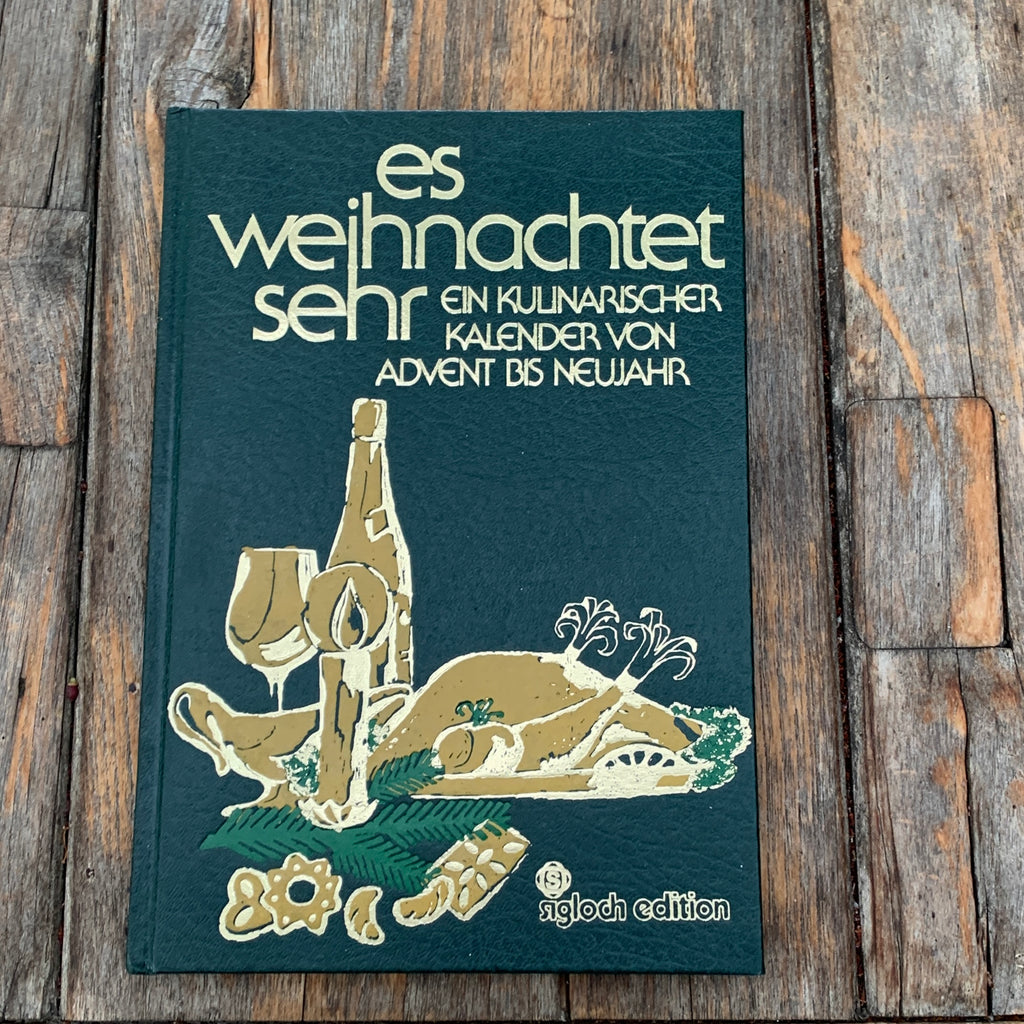 es
weihnachtet
sehr
EIN KULINARISCHER
KALENDER VON
ADVENT BIS NEUJAHR
S
sigloch edition